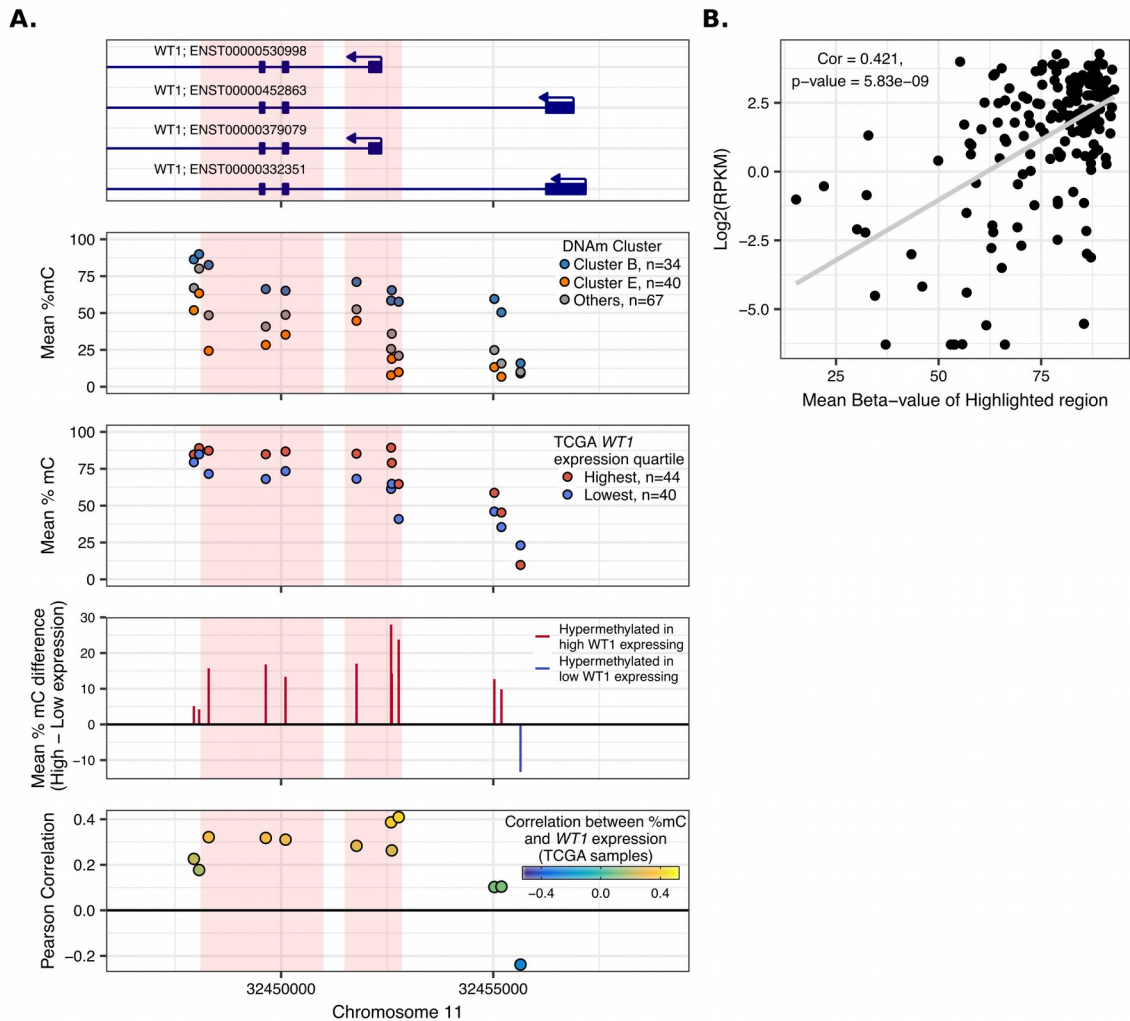 A.
WT1; ENST00000530998
WT1; ENST00000452863
WT1; ENST00000379079
WT1; ENST00000332351
Mean %mC
100
75
50
25
0
DNAm Cluster
Cluster B, n=34
Cluster E, n=40
Others, n=67
Mean % mC
100
75
50
25
0
TCGA WT1
expression quartile
Highest, n=44
Lowest, n=40
Mean % mC difference
(High − Low expression)
30
20
10
0
−10
Hypermethylated in
high WT1 expressing
Hypermethylated in
low WT1 expressing
Pearson Correlation
0.4
0.2
0.0
−0.2
Correlation between %mC
and WT1 expression
(TCGA samples)
−0.4 0.0 0.4
32450000 32455000
Chromosome 11
B.
Cor = 0.421,
p−value = 5.83e−09
Log2(RPKM)
2.5
0.0
−2.5
−5.0
25 50 75
Mean Beta−value of Highlighted region